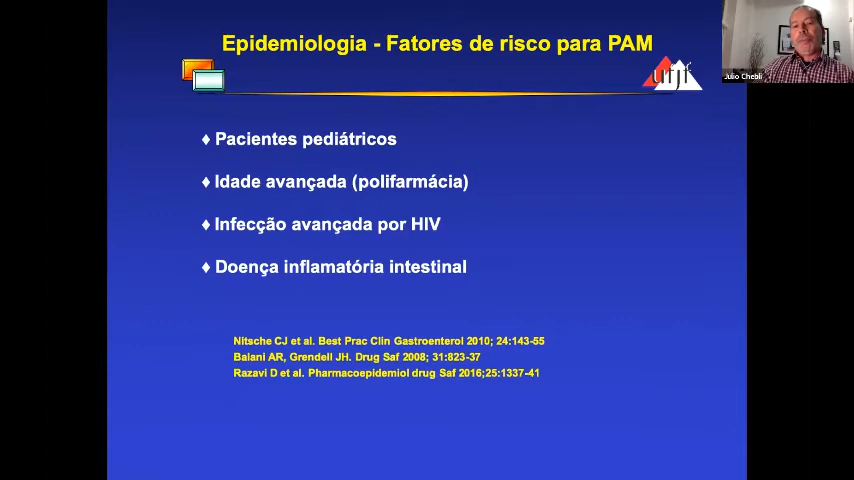 Epidemiologia - Fatores de risco para PAM
ufjf
Julio Chebli
♦ Pacientes pediátricos
♦ Idade avançada (polifarmácia)
♦ Infecção avançada por HIV
♦ Doença inflamatória intestinal
Nitsche CJ et al. Best Prac Clin Gastroenterol 2010; 24:143-55
Balani AR, Grendell JH. Drug Saf 2008; 31:823-37
Razavi D et al. Pharmacoepidemiol drug Saf 2016;25:1337-41